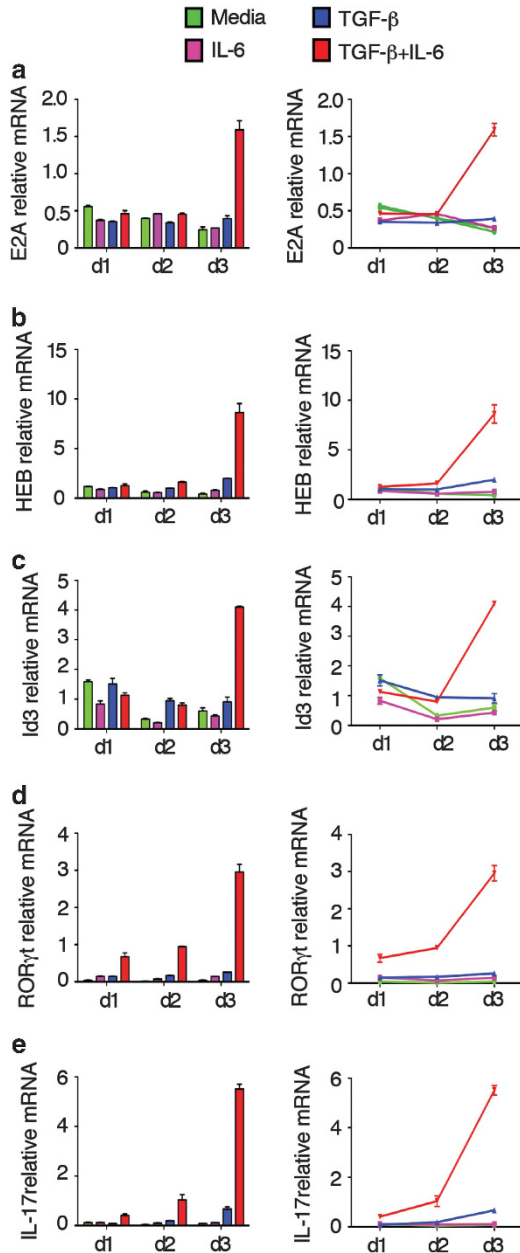 Media TGF-β
IL-6 TGF-β+IL-6
a
E2A relative mRNA
2.0
1.5
1.0
0.5
0
d1 d2 d3
E2A relative mRNA
2.0
1.5
1.0
0.5
0
d1 d2 d3
b
HEB relative mRNA
15
10
5
0
d1 d2 d3
HEB relative mRNA
15
10
5
0
d1 d2 d3
c
Id3 relative mRNA
5
4
3
2
1
0
d1 d2 d3
Id3 relative mRNA
5
4
3
2
1
0
d1 d2 d3
d
RORγt relative mRNA
4
3
2
1
0
d1 d2 d3
RORγt relative mRNA
4
3
2
1
0
d1 d2 d3
e
IL-17relative mRNA
6
4
2
0
d1 d2 d3
IL-17relative mRNA
6
4
2
0
d1 d2 d3